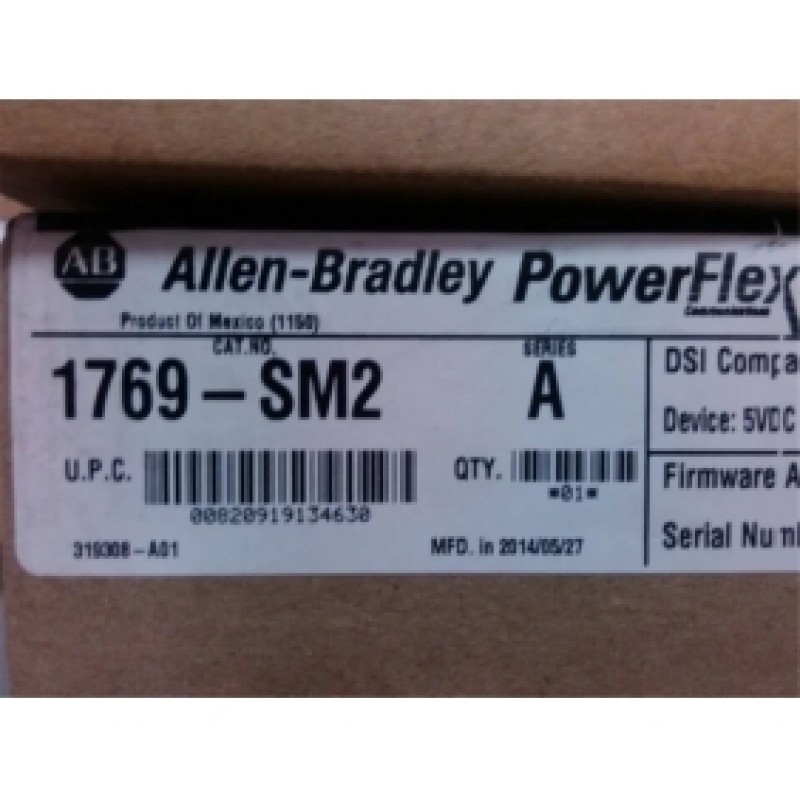 AB Allen-Bradley PowerFlex
Product Of Mexico (1150)
CAT.NO. SERIES
1769-SM2 A
DSI Compa
Device: 5VDC
U.P.C. QTY.
*01*
00820919134630
Firmware A
319308-A01 MFD. in 2014/05/27
Serial Num